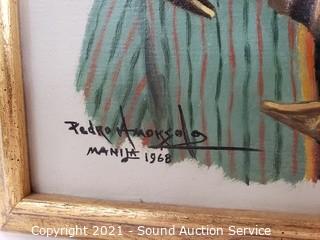 Pedro Amorsolo
MANILA 1968
Copyright 2021 - Sound Auction Service